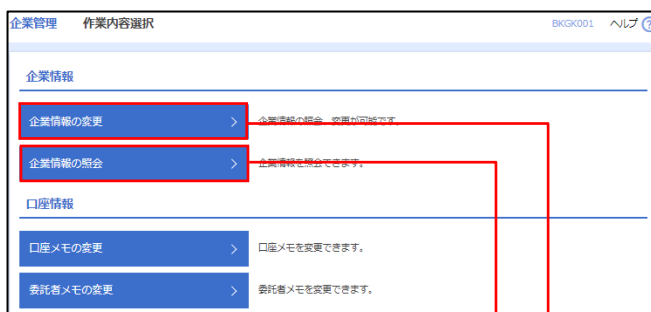 企業管理 作業内容選択 BKGK001 ヘルプ ?
企業情報
企業情報の変更 企業情報の照会、変更が可能です。
企業情報の照会 企業情報を照会できます。
口座情報
口座メモの変更 口座メモを変更できます。
委託者メモの変更 委託者メモを変更できます。